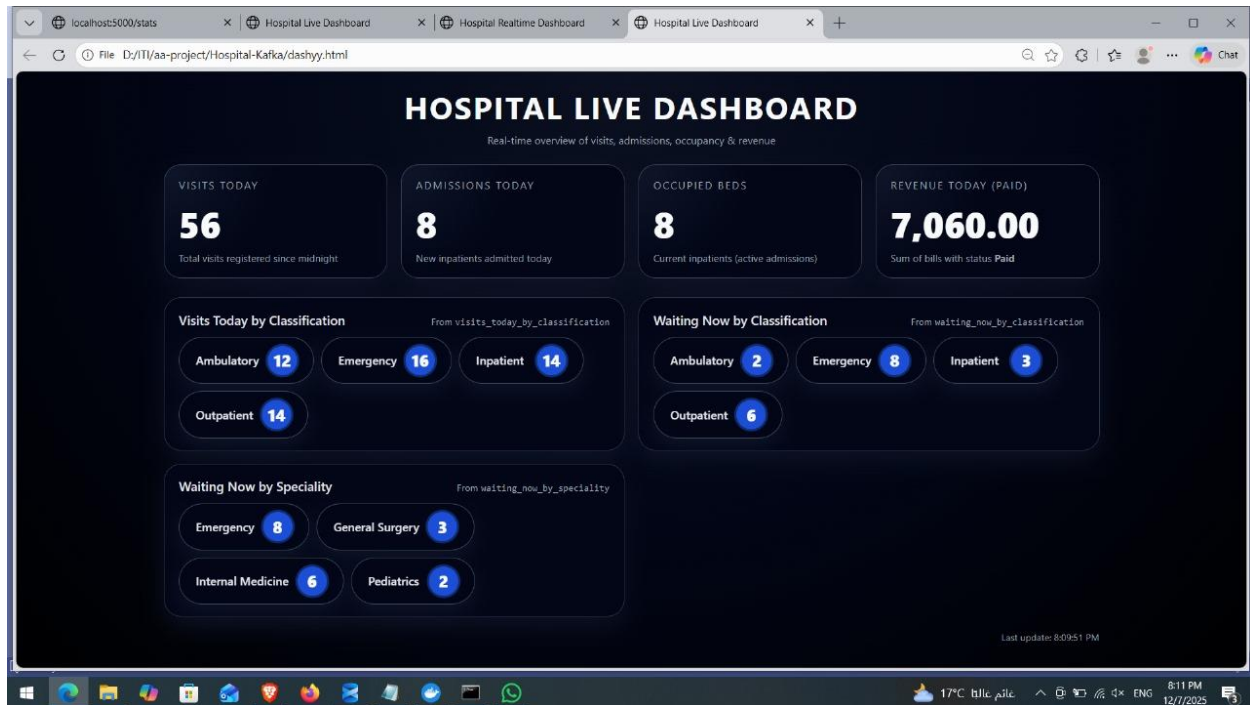 localhost:5000/stats
Hospital Live Dashboard
Hospital Realtime Dashboard
Hospital Live Dashboard
File D:/ITI/aa-project/Hospital-Kafka/dashyy.html
Chat
HOSPITAL LIVE DASHBOARD
Real-time overview of visits, admissions, occupancy & revenue
VISITS TODAY
56
Total visits registered since midnight
ADMISSIONS TODAY
8
New inpatients admitted today
OCCUPIED BEDS
8
Current inpatients (active admissions)
REVENUE TODAY (PAID)
7,060.00
Sum of bills with status Paid
Visits Today by Classification From visits_today_by_classification
Ambulatory 12 Emergency 16 Inpatient 14
Outpatient 14
Waiting Now by Classification From waiting_now_by_classification
Ambulatory 2 Emergency 8 Inpatient 3
Outpatient 6
Waiting Now by Speciality From waiting_now_by_speciality
Emergency 8 General Surgery 3
Internal Medicine 6 Pediatrics 2
Last update: 8:09:51 PM
17°C غائم غالبا
ENG
8:11 PM
12/7/2025
3